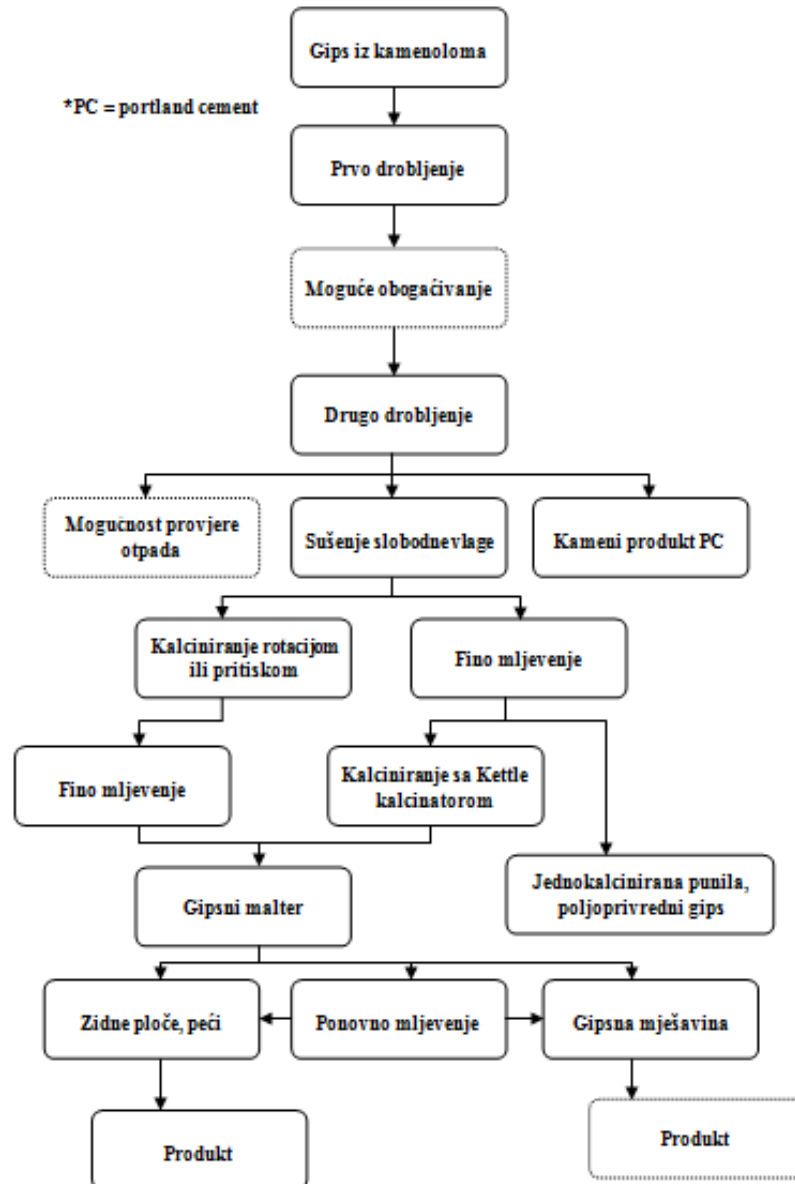 Gips iz kamenoloma
*PC = portland cement
Prvo drobljenje
Moguće obogaćivanje
Drugo drobljenje
Mogućnost provjere
otpada
Sušenje slobodnevlage
Kameni produkt PC
Kalciniranje rotacijom
ili pritiskom
Fino mljevenje
Fino mljevenje
Kalciniranje sa Kettle
kalcinatorom
Jednokalcinirana punila,
poljoprivredni gips
Gipsni malter
Zidne ploče, peći
Ponovno mljevenje
Gipsna mješavina
Produkt
Produkt